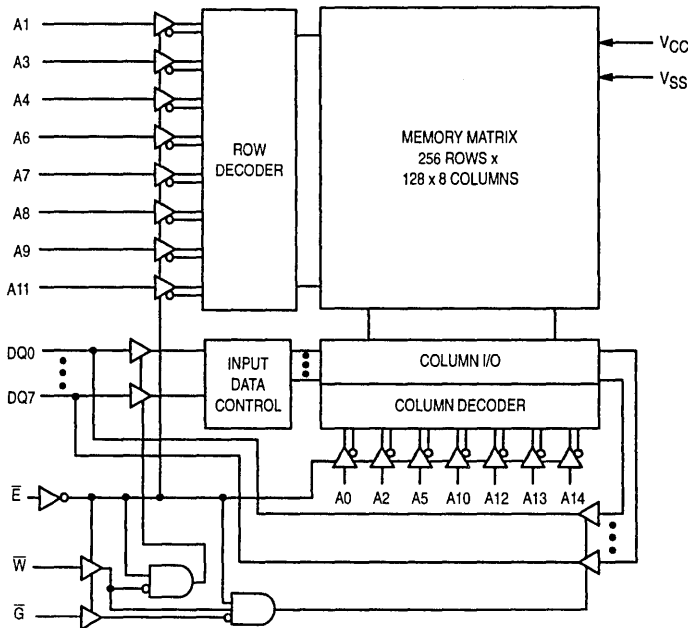 A1
A3
A4
A6
A7
A8
A9
A11
ROW
DECODER
MEMORY MATRIX
256 ROWS x
128 x 8 COLUMNS
VCC
VSS
DQ0
DQ7
INPUT
DATA
CONTROL
COLUMN I/O
COLUMN DECODER
A0 A2 A5 A10 A12 A13 A14
E̅
W̅
G̅